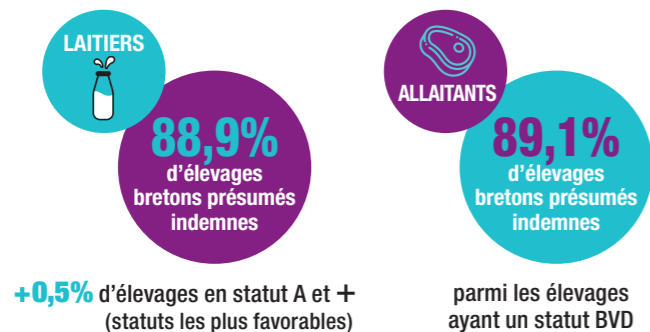 LAITIERS
88,9%
d'élevages
bretons présumés
indemnes
+0,5% d'élevages en statut A et +
(statuts les plus favorables)
ALLAITANTS
89,1%
d'élevages
bretons présumés
indemnes
parmi les élevages
ayant un statut BVD